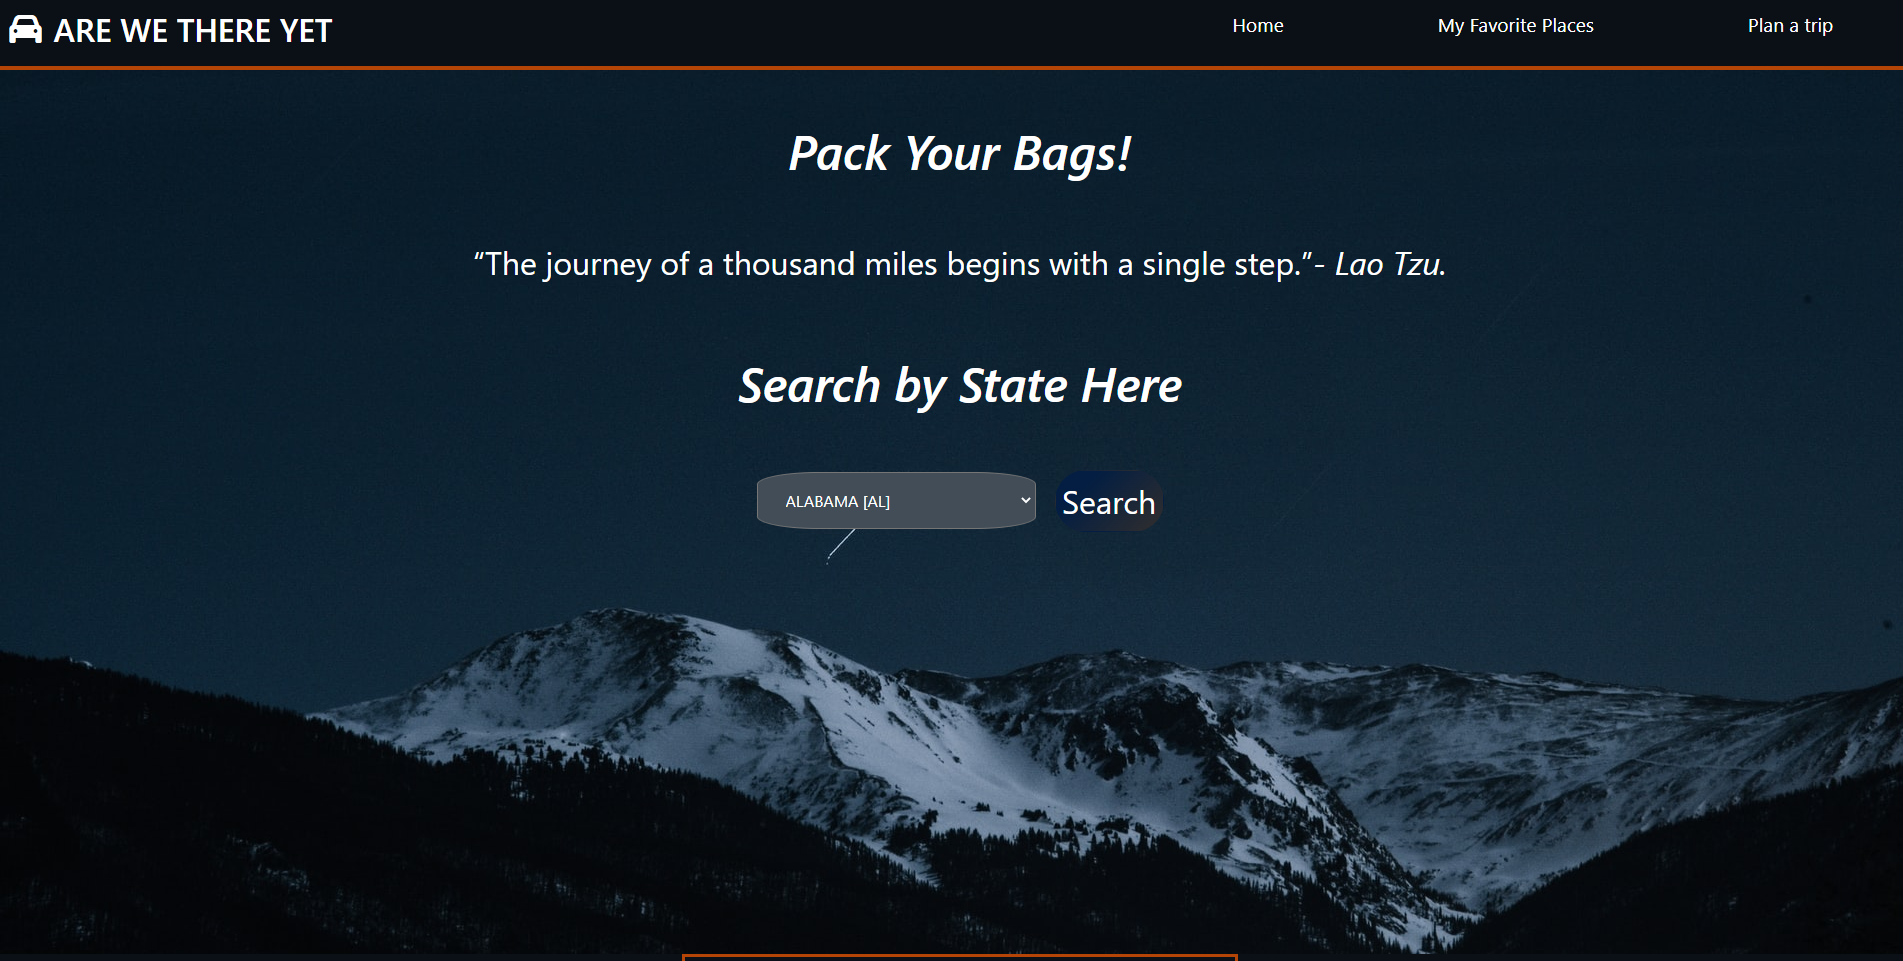 ARE WE THERE YET
Home
My Favorite Places
Plan a trip
Pack Your Bags!
“The journey of a thousand miles begins with a single step.”- Lao Tzu.
Search by State Here
ALABAMA [AL]
Search